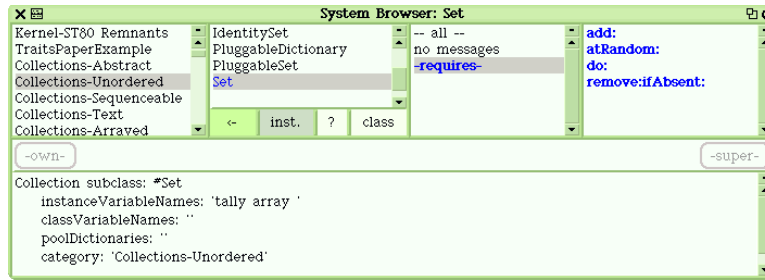 System Browser: Set
Kernel-ST80 Remnants
TraitsPaperExample
Collections-Abstract
Collections-Unordered
Collections-Sequenceable
Collections-Text
Collections-Arrayed
IdentitySet
PluggableDictionary
PluggableSet
Set
<- inst. ? class
-- all --
no messages
-requires-
add:
atRandom:
do:
remove:ifAbsent:
-own-
-super-
Collection subclass: #Set
instanceVariableNames: 'tally array '
classVariableNames: ''
poolDictionaries: ''
category: 'Collections-Unordered'